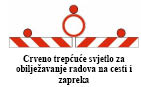 Crveno trepćuće svjetlo za
obilježavanje radova na cesti i
zapreka